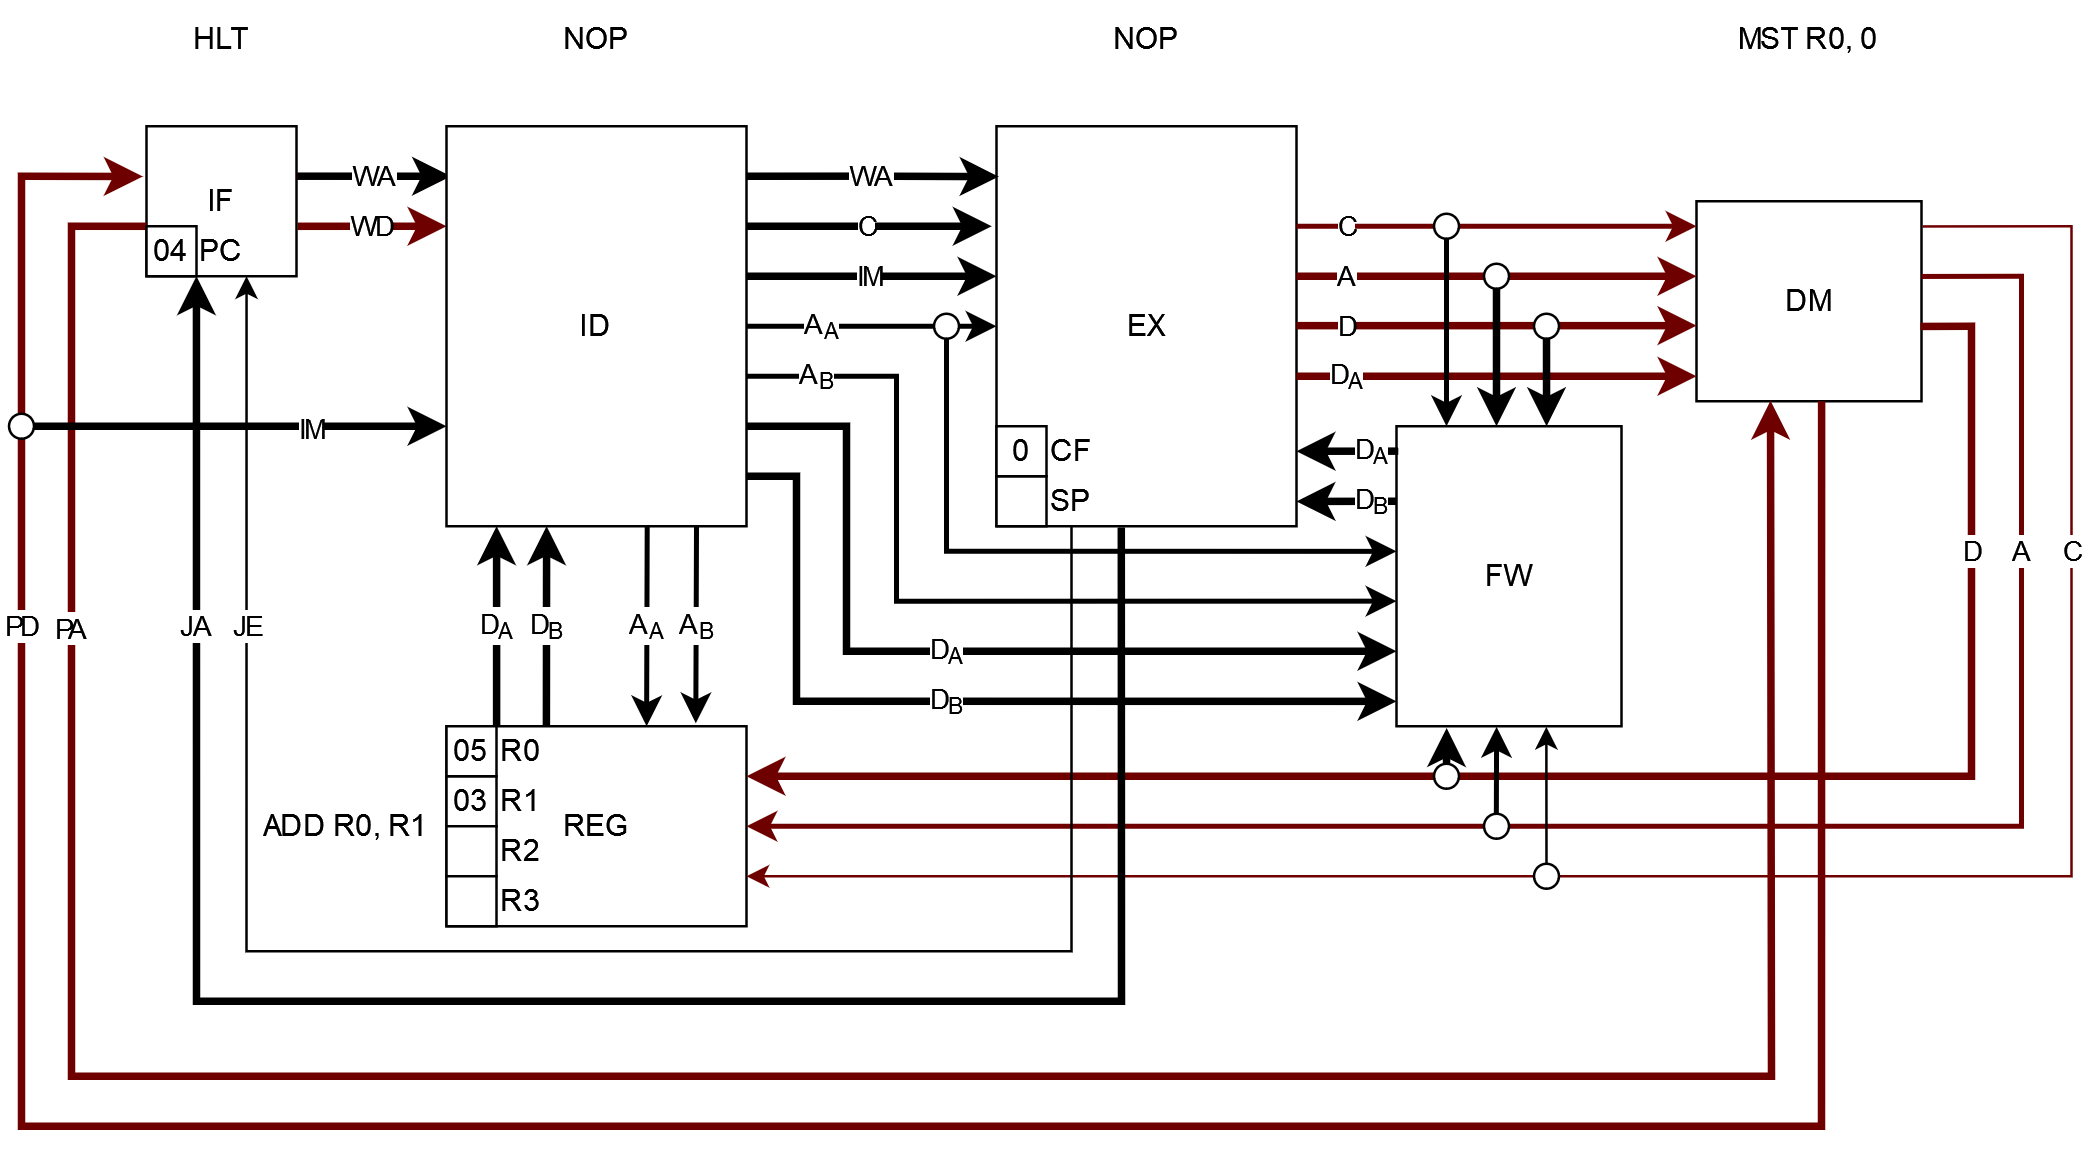 HLT
NOP
NOP
MST R0, 0
IF
04 PC
WA
WD
ID
WA
O
IM
AA
AB
EX
0 CF
SP
C
A
D
DA
DM
IM
DA
DB
FW
D
A
C
PD
PA
JA
JE
DA
DB
AA
AB
DA
DB
05 R0
03 R1
R2
R3
ADD R0, R1
REG